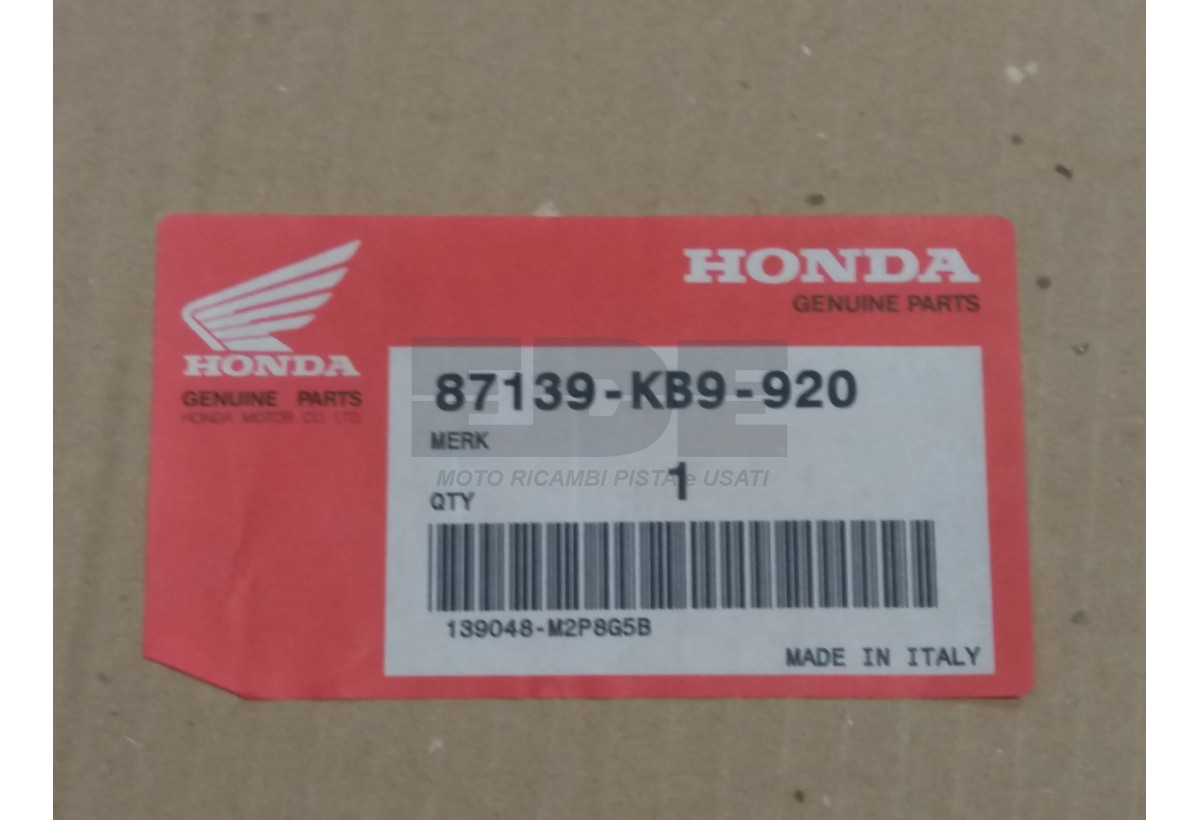 HONDA
GENUINE PARTS
HONDA
GENUINE PARTS
HONDA MOTOR CO. LTD.
87139-KB9-920
EDE
MERK
MOTO RICAMBI PISTA e USATI
1
QTY
139048-M2P8G5B
MADE IN ITALY